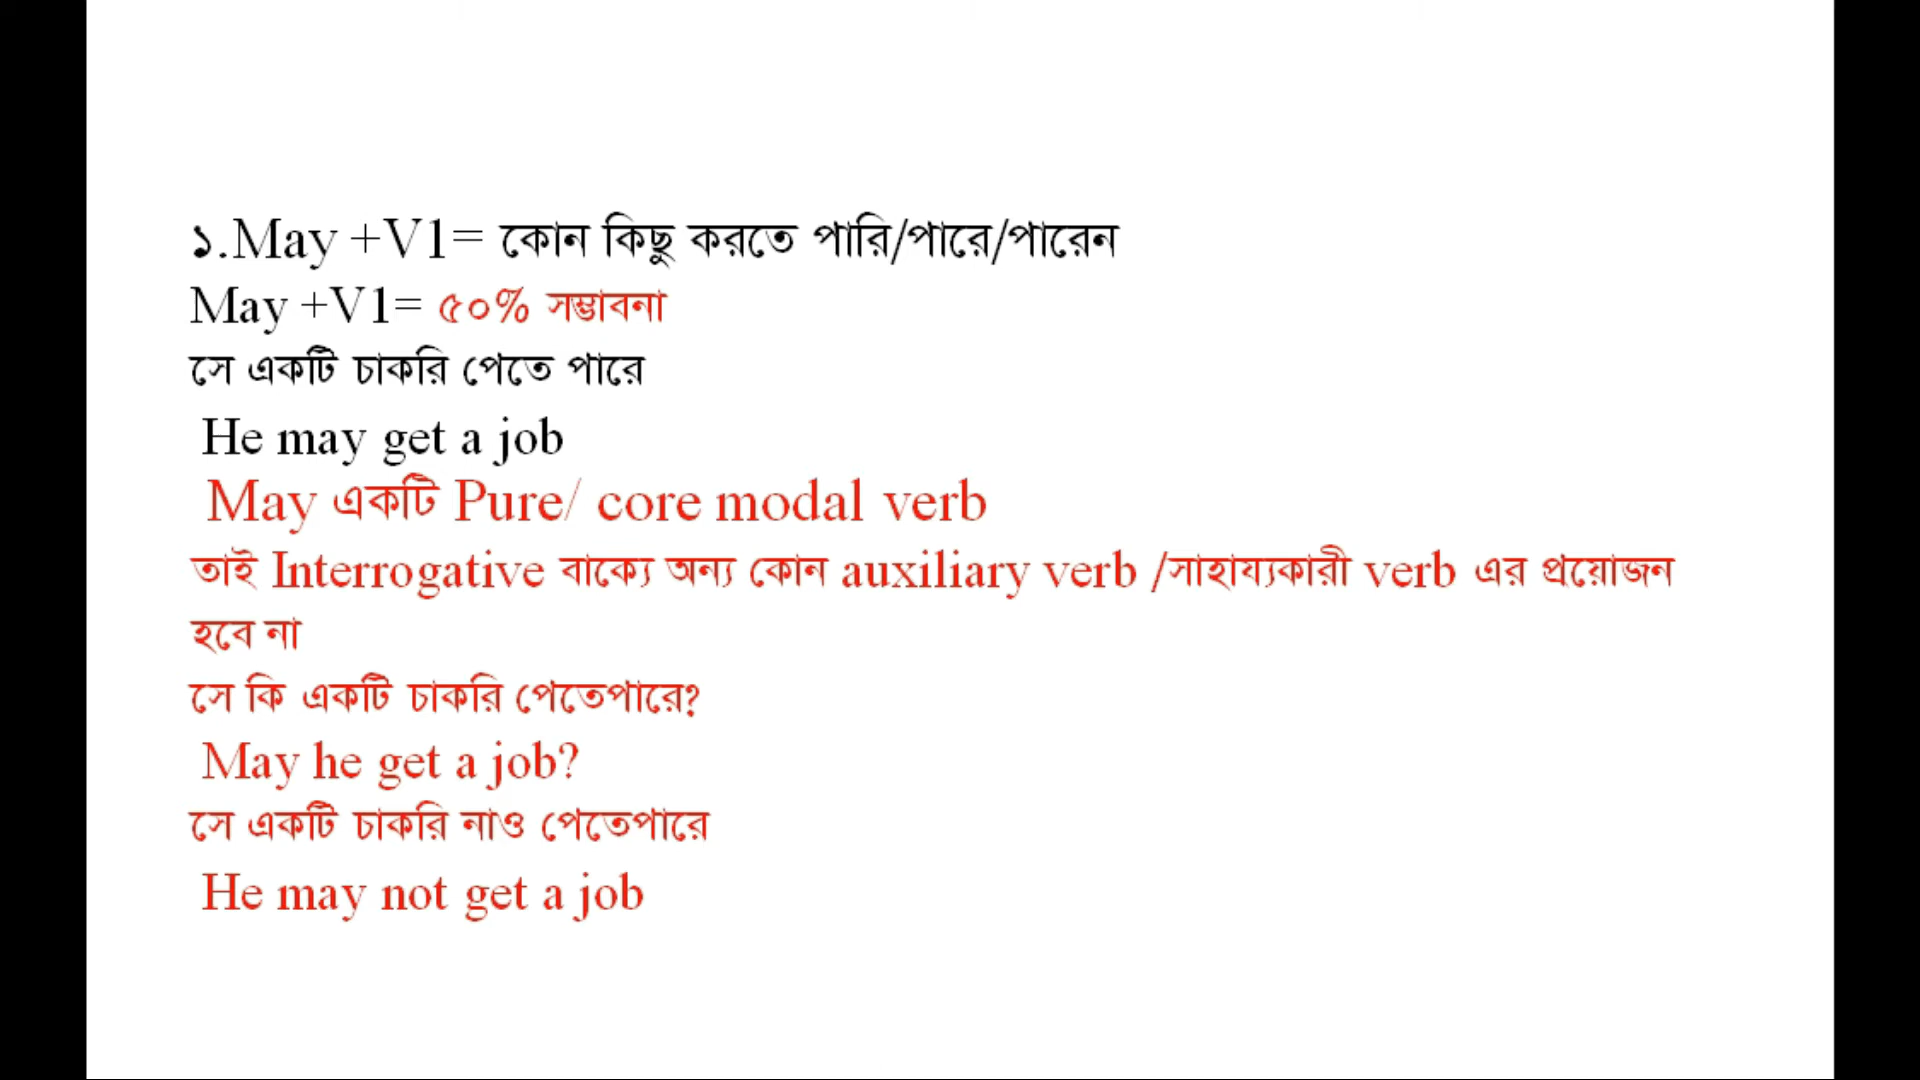 ১.May +V1= কোন কিছু করতে পারি/পারে/পারেন
May +V1= ৫০% সম্ভাবনা
সে একটি চাকরি পেতে পারে
He may get a job
May একটি Pure/ core modal verb
তাই Interrogative বাক্যে অন্য কোন auxiliary verb /সাহায্যকারী verb এর প্রয়োজন
হবে না
সে কি একটি চাকরি পেতেপারে?
May he get a job?
সে একটি চাকরি নাও পেতেপারে
He may not get a job